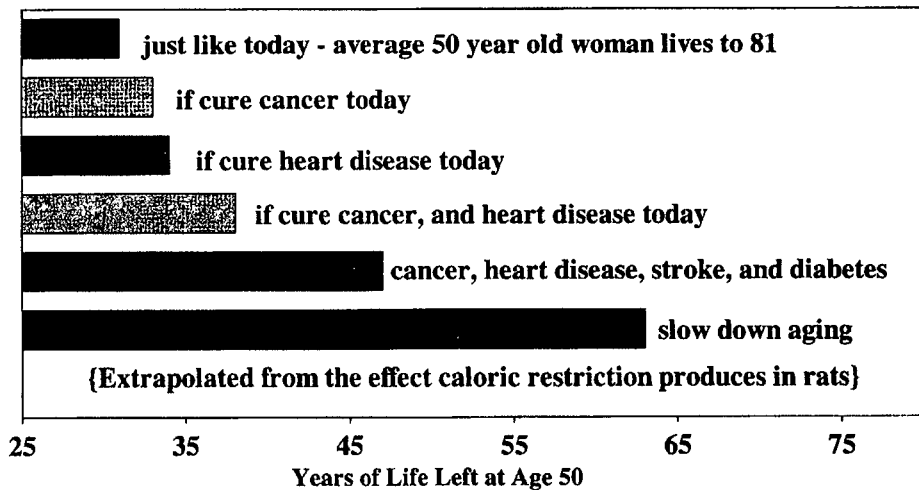 just like today - average 50 year old woman lives to 81
if cure cancer today
if cure heart disease today
if cure cancer, and heart disease today
cancer, heart disease, stroke, and diabetes
slow down aging
{Extrapolated from the effect caloric restriction produces in rats}
25 35 45 55 65 75
Years of Life Left at Age 50